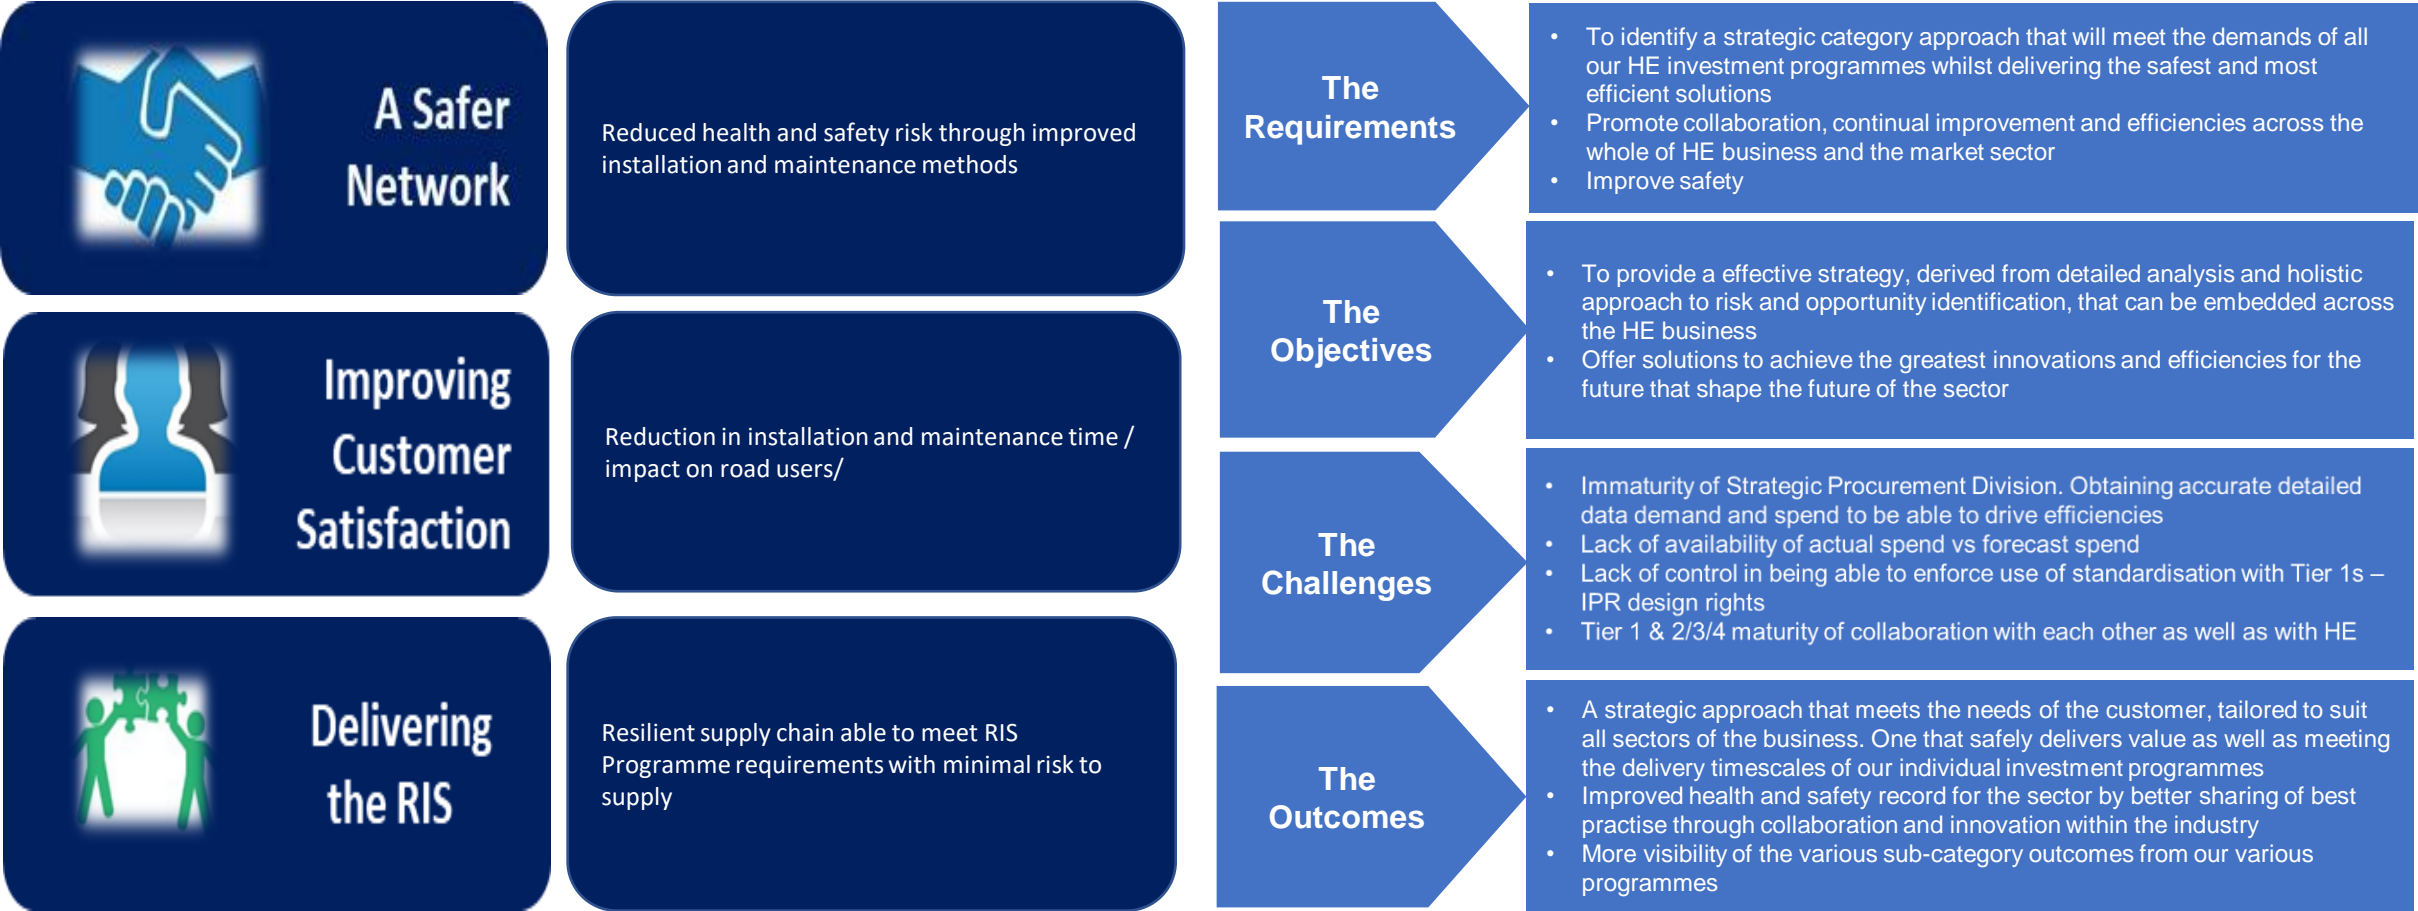 A Safer
Network
Reduced health and safety risk through improved
installation and maintenance methods
Improving
Customer
Satisfaction
Reduction in installation and maintenance time /
impact on road users/
Delivering
the RIS
Resilient supply chain able to meet RIS
Programme requirements with minimal risk to
supply
The
Requirements
• To identify a strategic category approach that will meet the demands of all
our HE investment programmes whilst delivering the safest and most
efficient solutions
• Promote collaboration, continual improvement and efficiencies across the
whole of HE business and the market sector
• Improve safety
The
Objectives
• To provide a effective strategy, derived from detailed analysis and holistic
approach to risk and opportunity identification, that can be embedded across
the HE business
• Offer solutions to achieve the greatest innovations and efficiencies for the
future that shape the future of the sector
The
Challenges
• Immaturity of Strategic Procurement Division. Obtaining accurate detailed
data demand and spend to be able to drive efficiencies
• Lack of availability of actual spend vs forecast spend
• Lack of control in being able to enforce use of standardisation with Tier 1s –
IPR design rights
• Tier 1 & 2/3/4 maturity of collaboration with each other as well as with HE
The
Outcomes
• A strategic approach that meets the needs of the customer, tailored to suit
all sectors of the business. One that safely delivers value as well as meeting
the delivery timescales of our individual investment programmes
• Improved health and safety record for the sector by better sharing of best
practise through collaboration and innovation within the industry
• More visibility of the various sub-category outcomes from our various
programmes